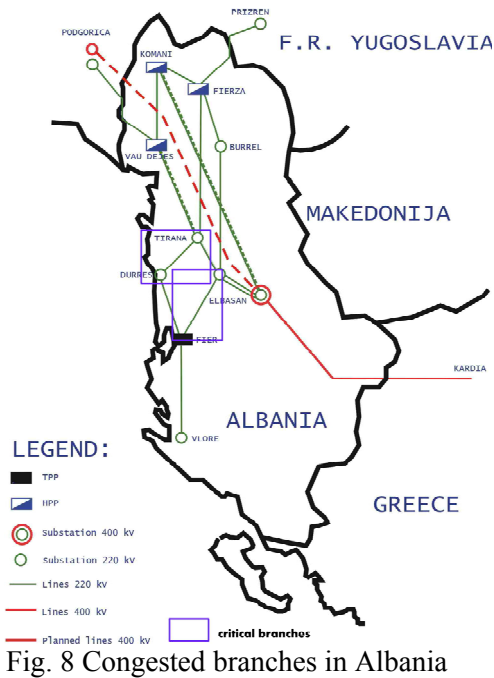 PRIZREN
PODGORICA
F.R. YUGOSLAVIA
KOMANI
FIERZA
BURREL
VAU DEJES
MAKEDONIJA
TIRANA
DURRES
ELBASAN
FIER
KARDIA
ALBANIA
VLORE
LEGEND:
TPP
HPP
GREECE
Substation 400 kv
Substation 220 kv
Lines 220 kv
Lines 400 kv
critical branches
Planned lines 400 kv
Fig. 8 Congested branches in Albania